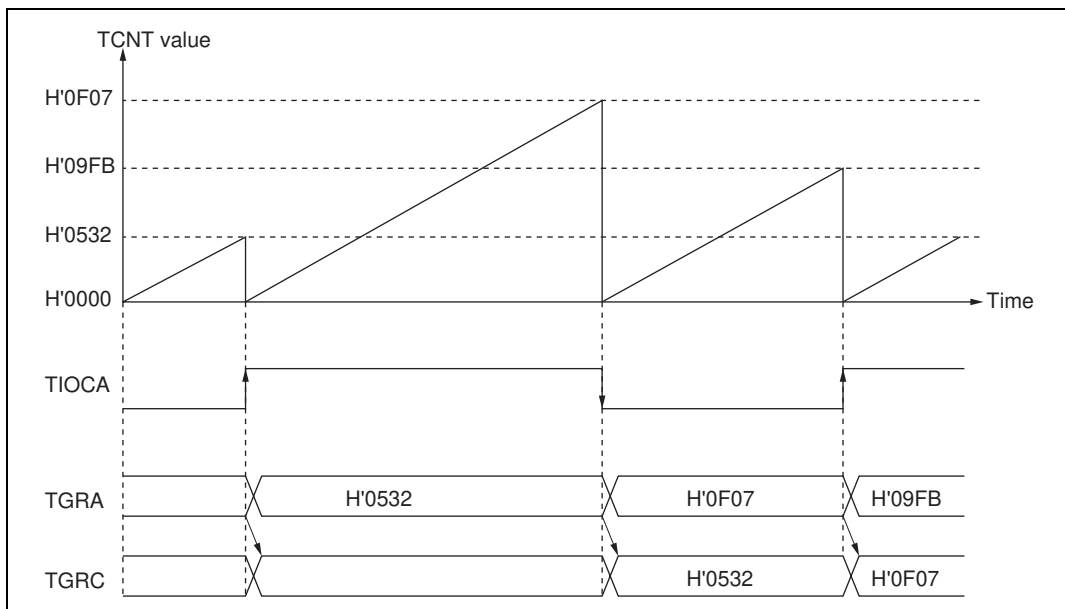 TCNT value
H'0F07
H'09FB
H'0532
H'0000
Time
TIOCA
TGRA H'0532 H'0F07 H'09FB
TGRC H'0532 H'0F07